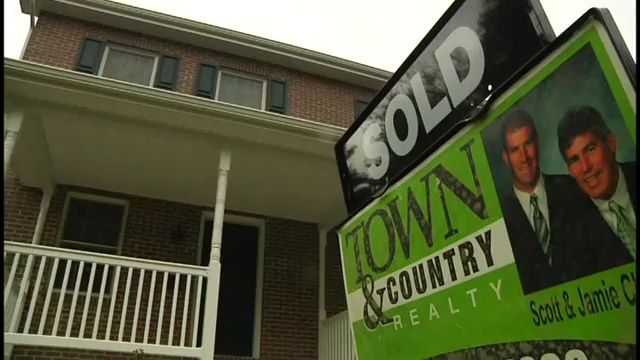 SOLD
TOWN
& COUNTRY
REALTY
Scott & Jamie